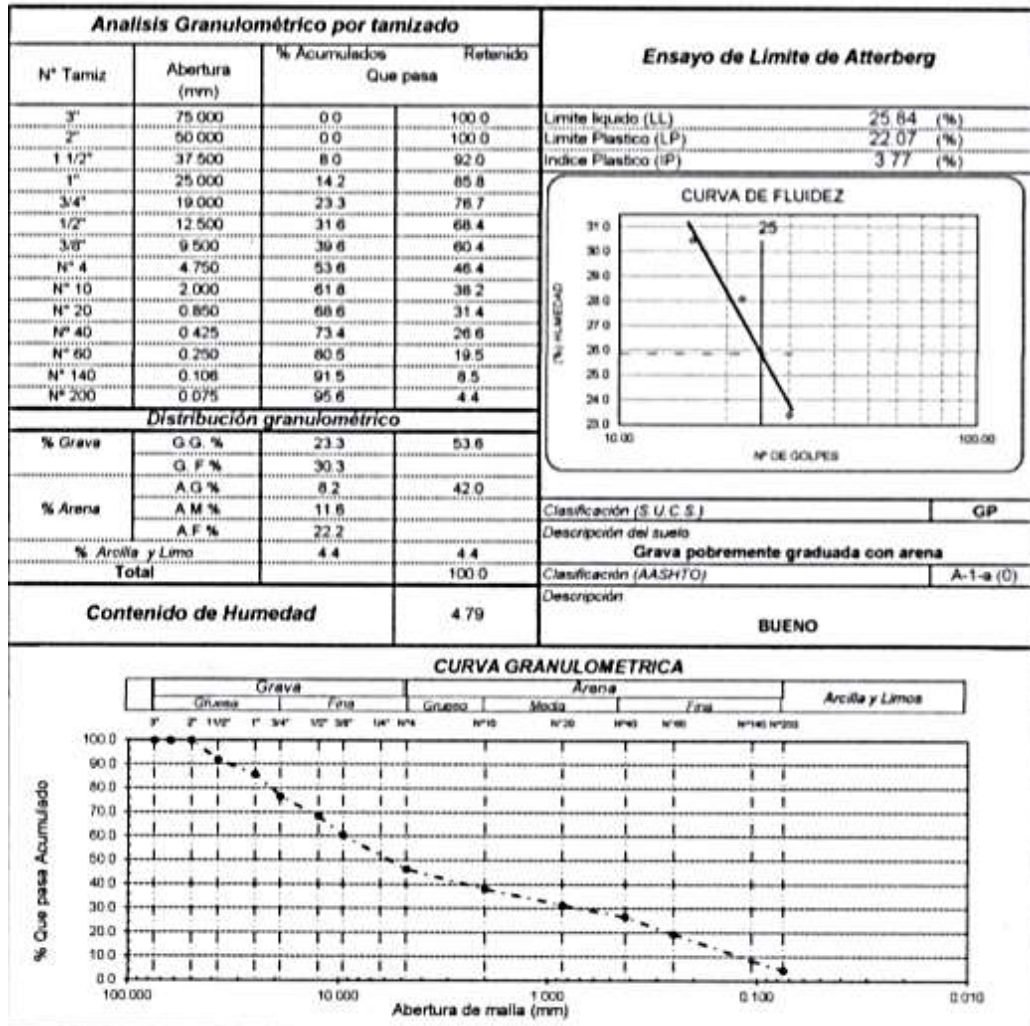 Analisis Granulométrico por tamizado
N° Tamiz Abertura (mm) % Acumulados Retenido Que pasa
3" 75 000 0 0 100 0
2" 50 000 0 0 100 0
1 1/2" 37 500 8 0 92 0
1" 25 000 14 2 85 8
3/4" 19 000 23 3 76 7
1/2" 12.500 31 6 68 4
3/8" 9 500 39 6 60 4
N° 4 4.750 53 6 46 4
N° 10 2.000 61 8 38 2
N° 20 0.850 68 6 31 4
N° 40 0 425 73 4 26 6
N° 60 0.250 80 5 19.5
N° 140 0.106 91 5 8.5
N° 200 0.075 95 6 4 4
Distribución granulométrico
% Grava G G. % 23.3 53.6
G. F % 30.3
% Arena A.G % 8.2 42.0
A M % 11.6
A.F % 22.2
% Arcilla y Limo 4 4 4 4
Total 100 0
Contenido de Humedad 4 79
Ensayo de Límite de Atterberg
Limite liquido (LL) 25 84 (%)
Limite Plastico (LP) 22.07 (%)
Indice Plastico (IP) 3 77 (%)
CURVA DE FLUIDEZ
25
31 0
30 0
29 0
28 0
27 0
26 0
25 0
24 0
23 0
(%) HUMEDAD
10.00 100.00
N° DE GOLPES
Clasificación (S.U.C.S.) GP
Descripción del suelo
Grava pobremente graduada con arena
Clasificación (AASHTO) A-1-a (0)
Descripción
BUENO
CURVA GRANULOMETRICA
Grava Arena Arcilla y Limos
Gruesa Fina Grueso Media Fina
3" 2" 1 1/2" 1" 3/4" 1/2" 3/8" 1/4" N°4 N°10 N°20 N°40 N°60 N°140 N°200
100 0
90 0
80 0
70 0
60 0
50 0
40 0
30 0
20 0
10 0
0 0
% Que pasa Acumulado
100 000 10 000 1 000 0 100 0 010
Abertura de malla (mm)